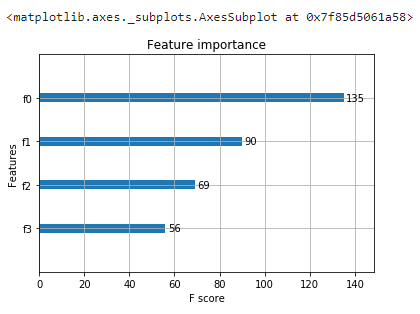 <matplotlib.axes._subplots.AxesSubplot at 0x7f85d5061a58>
Feature importance
f0 135
f1 90
f2 69
f3 56
Features
0 20 40 60 80 100 120 140
F score